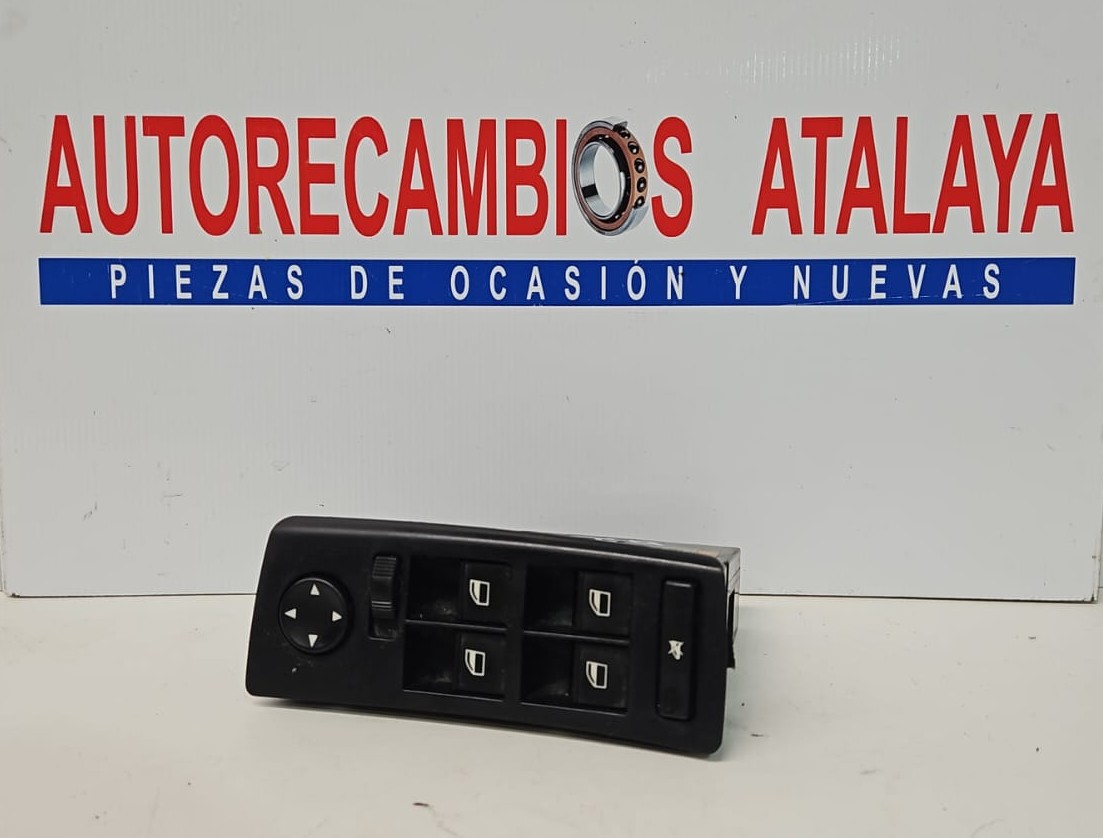 AUTORECAMBIOS ATALAYA
PIEZAS DE OCASIÓN Y NUEVAS